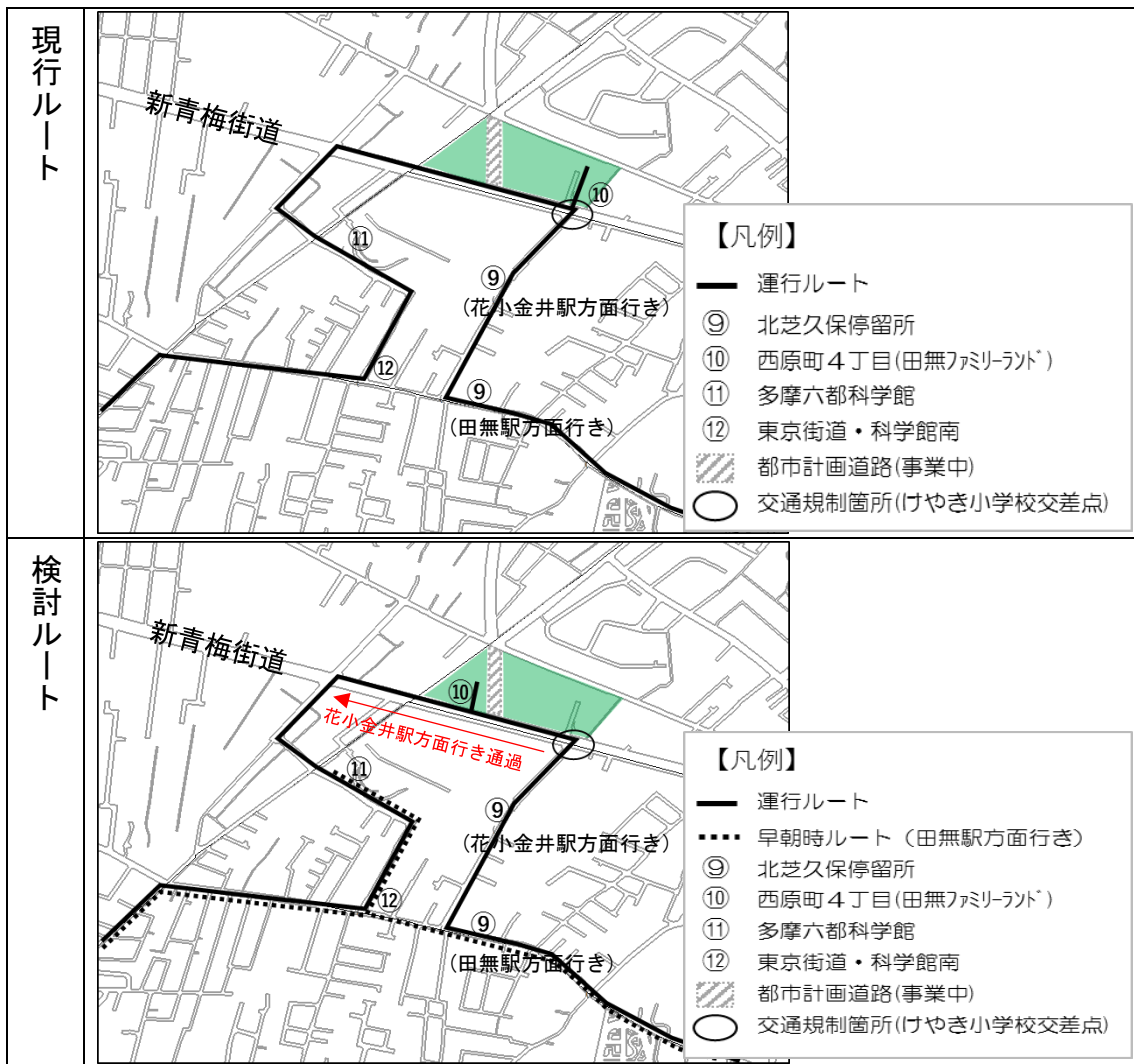 現行ルート
新青梅街道
⑩
⑪
⑨
(花小金井駅方面行き)
⑫
⑨
(田無駅方面行き)
【凡例】
運行ルート
⑨ 北芝久保停留所
⑩ 西原町４丁目(田無ﾌｧﾐﾘｰﾗﾝﾄﾞ)
⑪ 多摩六都科学館
⑫ 東京街道・科学館南
都市計画道路(事業中)
交通規制箇所(けやき小学校交差点)
検討ルート
新青梅街道
⑩
花小金井駅方面行き通過
⑪
⑨
(花小金井駅方面行き)
⑫
⑨
(田無駅方面行き)
【凡例】
運行ルート
早朝時ルート（田無駅方面行き）
⑨ 北芝久保停留所
⑩ 西原町４丁目(田無ﾌｧﾐﾘｰﾗﾝﾄﾞ)
⑪ 多摩六都科学館
⑫ 東京街道・科学館南
都市計画道路(事業中)
交通規制箇所(けやき小学校交差点)